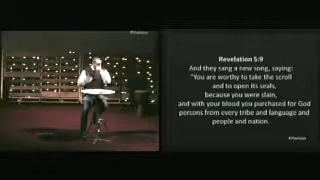 Revelation 5:9
And they sang a new song, saying:
"You are worthy to take the scroll
and to open its seals,
because you were slain,
and with your blood you purchased for God
persons from every tribe and language and
people and nation.